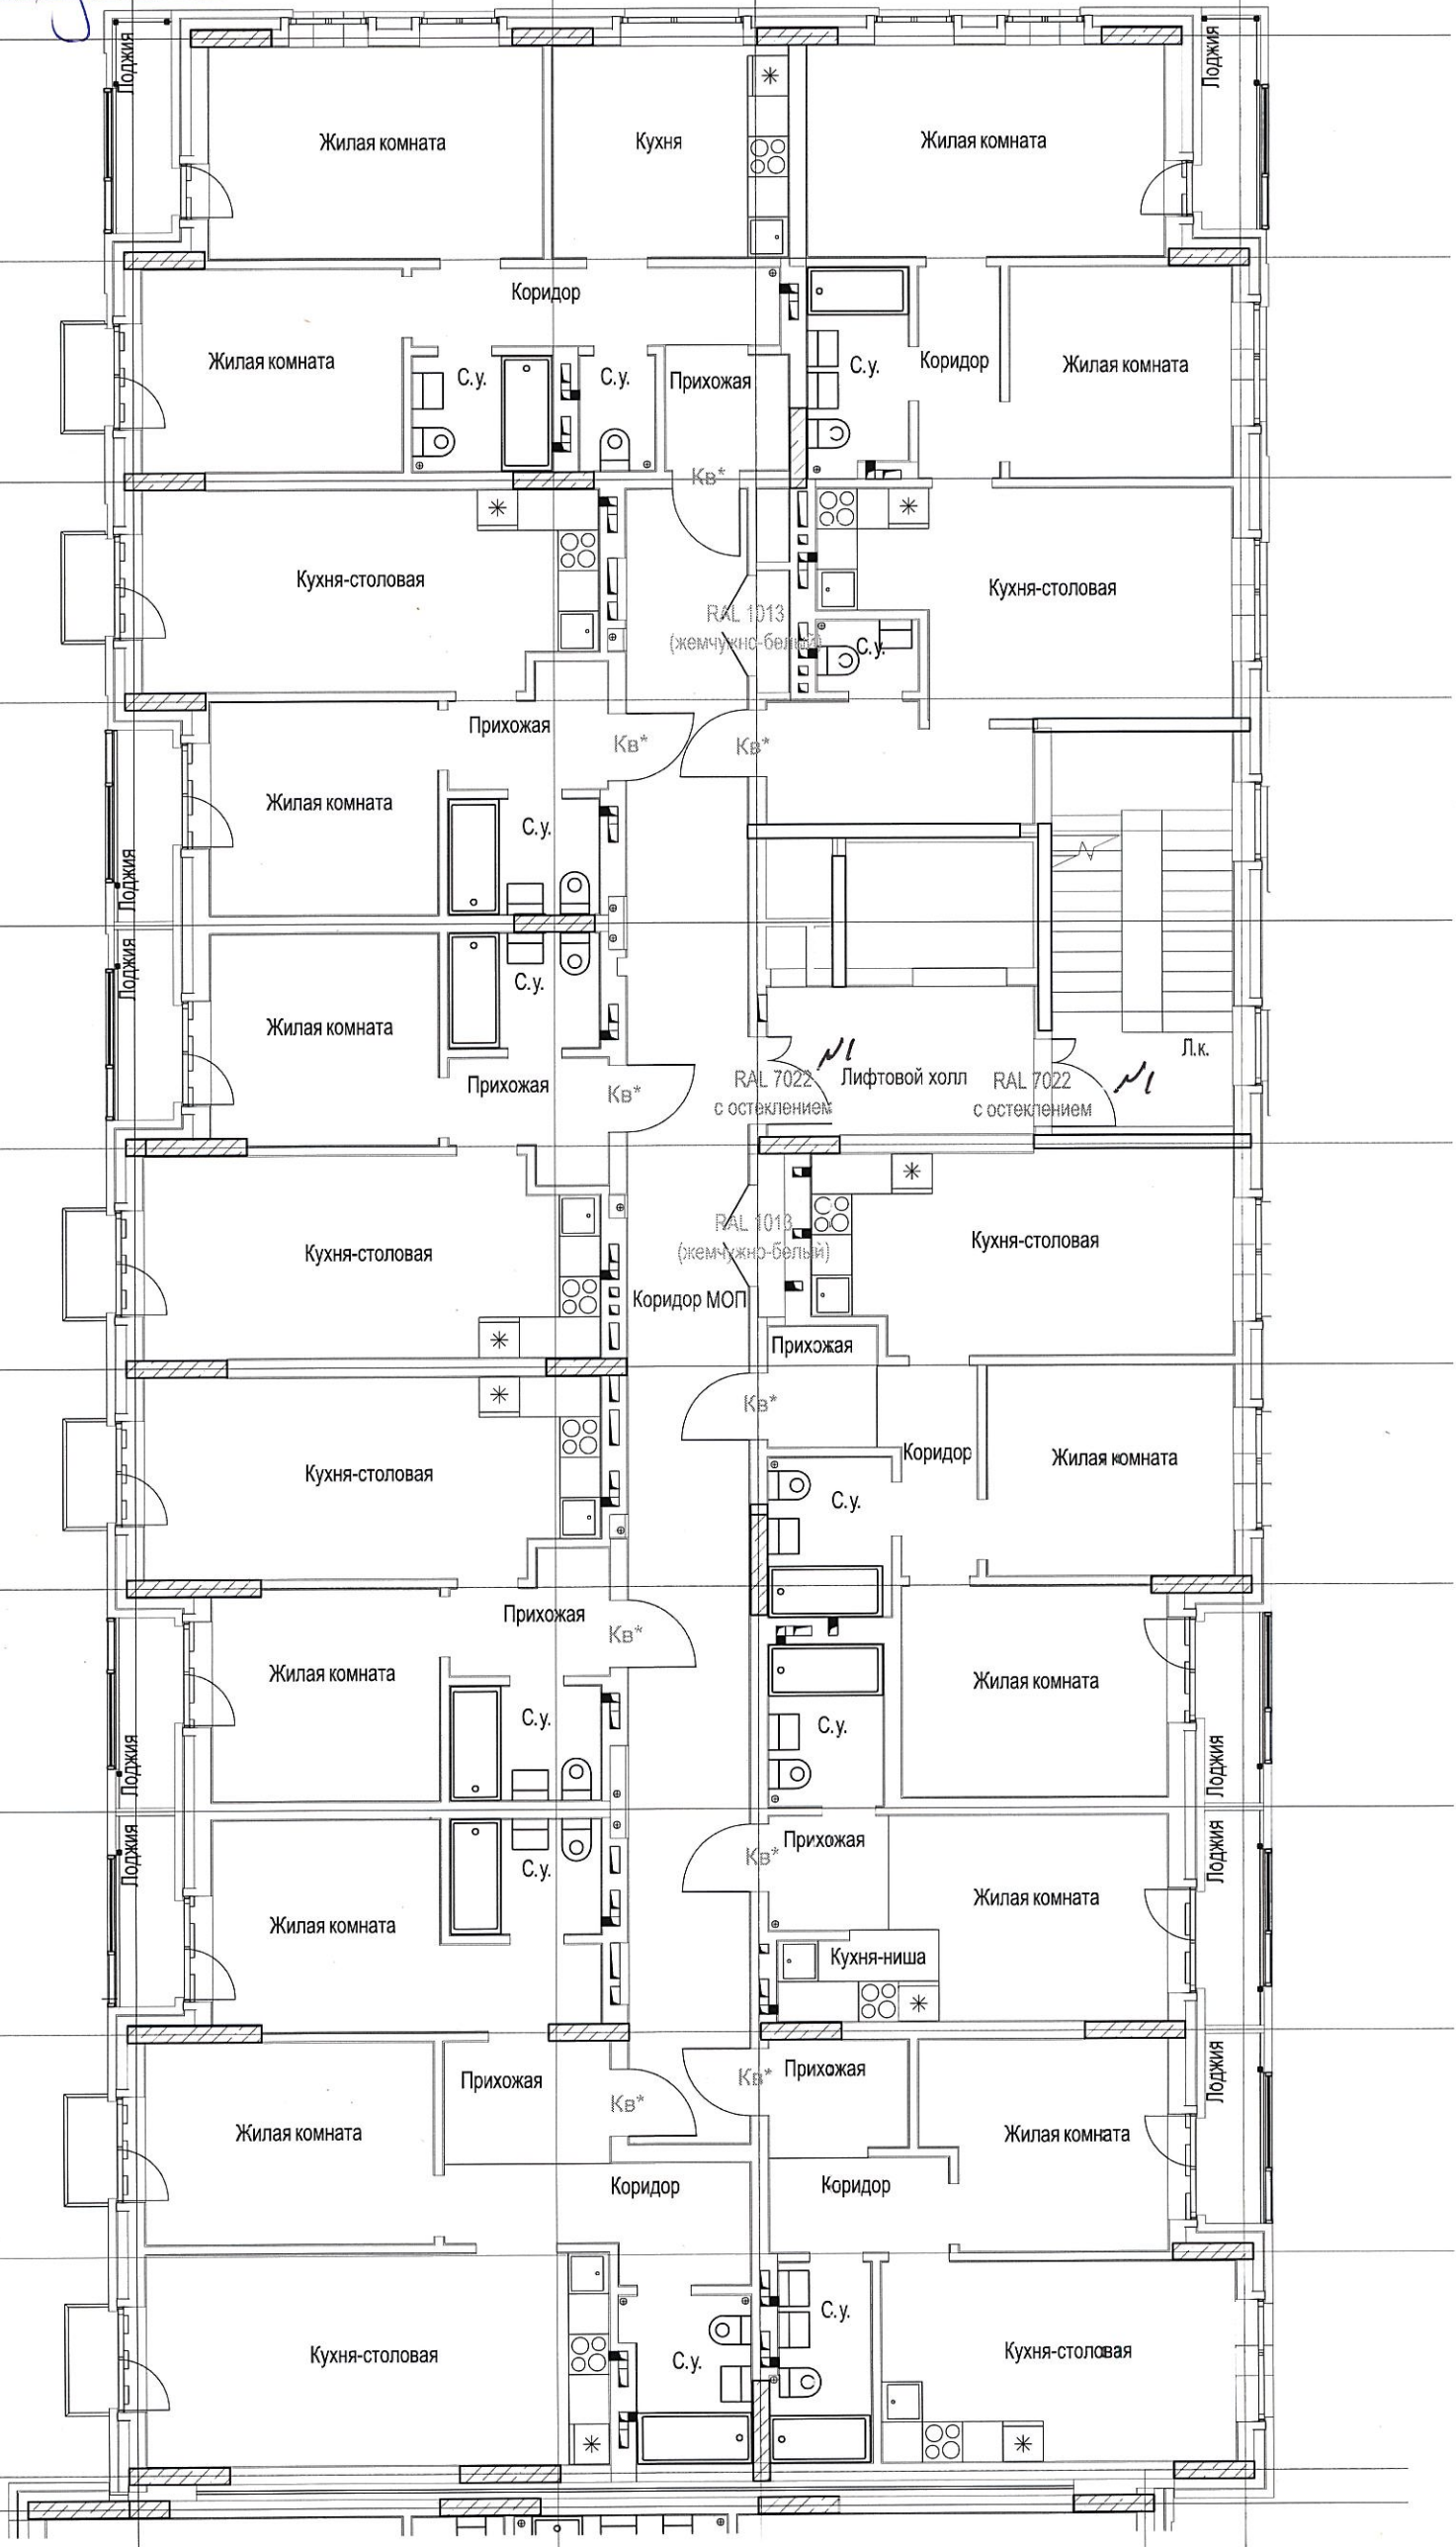 Лоджия
Лоджия
Жилая комната
Кухня
Жилая комната
Коридор
Жилая комната
С.у.
С.у.
Прихожая
С.у.
Коридор
Жилая комната
Кв*
Кухня-столовая
RAL 1013
(жемчужно-белый)
Кухня-столовая
С.у.
Прихожая
Кв*
Кв*
Жилая комната
С.у.
Лоджия
Лоджия
С.у.
Жилая комната
Прихожая
Кв*
RAL 7022
с остеклением
№1
Лифтовой холл
RAL 7022
с остеклением
№1
Л.к.
Кухня-столовая
RAL 1013
(жемчужно-белый)
Коридор МОП
Кухня-столовая
Прихожая
Кв*
Кухня-столовая
Коридор
Жилая комната
С.у.
Прихожая
Кв*
Жилая комната
Жилая комната
С.у.
С.у.
Лоджия
Лоджия
Лоджия
Лоджия
Прихожая
Кв*
С.у.
Жилая комната
Жилая комната
Кухня-ниша
Прихожая
Кв*
Кв*
Прихожая
Лоджия
Жилая комната
Жилая комната
Коридор
Коридор
Кухня-столовая
С.у.
С.у.
Кухня-столовая